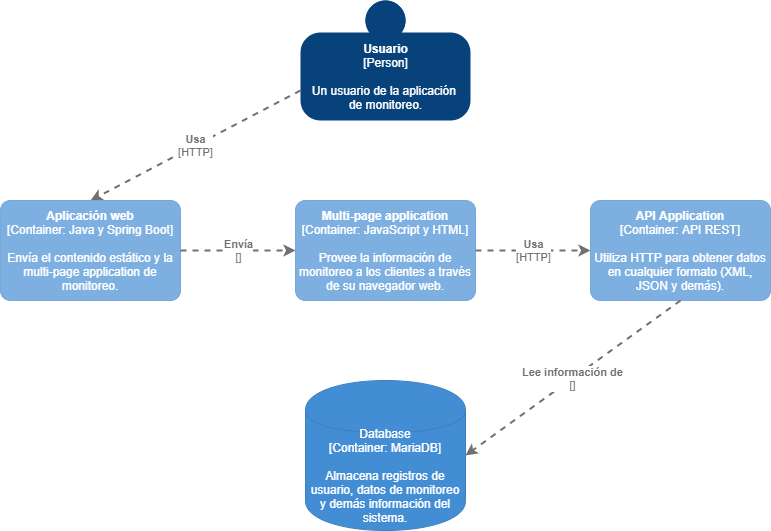 Usuario
[Person]
Un usuario de la aplicación
de monitoreo.
Usa
[HTTP]
Aplicación web
[Container: Java y Spring Boot]
Envía el contenido estático y la
multi-page application de
monitoreo.
Envía
[]
Multi-page application
[Container: JavaScript y HTML]
Provee la información de
monitoreo a los clientes a través
de su navegador web.
Usa
[HTTP]
API Application
[Container: API REST]
Utiliza HTTP para obtener datos
en cualquier formato (XML,
JSON y demás).
Lee información de
[]
Database
[Container: MariaDB]
Almacena registros de
usuario, datos de monitoreo
y demás información del
sistema.